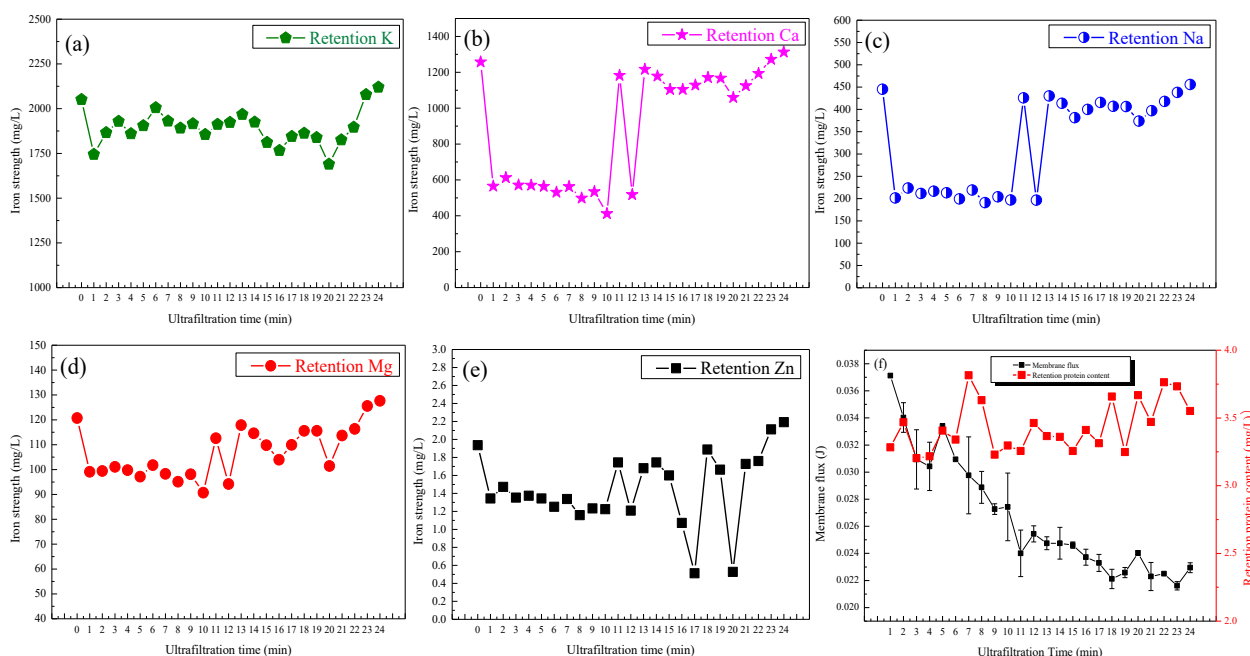 (a)
Retention K
Iron strength (mg/L)
2500
2250
2000
1750
1500
1250
1000
0 1 2 3 4 5 6 7 8 9 10 11 12 13 14 15 16 17 18 19 20 21 22 23 24
Ultrafiltration time (min)
(b)
Retention Ca
Iron strength (mg/L)
1400
1200
1000
800
600
400
200
0
0 1 2 3 4 5 6 7 8 9 10 11 12 13 14 15 16 17 18 19 20 21 22 23 24
Ultrafiltration time (min)
(c)
Retention Na
Iron strength (mg/L)
600
550
500
450
400
350
300
250
200
150
100
50
0
0 1 2 3 4 5 6 7 8 9 10 11 12 13 14 15 16 17 18 19 20 21 22 23 24
Ultrafiltration time (min)
(d)
Retention Mg
Iron strength (mg/L)
150
140
130
120
110
100
90
80
70
60
50
40
0 1 2 3 4 5 6 7 8 9 10 11 12 13 14 15 16 17 18 19 20 21 22 23 24
Ultrafiltration time (min)
(e)
Retention Zn
Iron strength (mg/L)
3.0
2.8
2.6
2.4
2.2
2.0
1.8
1.6
1.4
1.2
1.0
0.8
0.6
0.4
0.2
0.0
0 1 2 3 4 5 6 7 8 9 10 11 12 13 14 15 16 17 18 19 20 21 22 23 24
Ultrafiltration time (min)
(f)
Membrane flux
Retention protein content
Membrane flux (J)
0.038
0.036
0.034
0.032
0.030
0.028
0.026
0.024
0.022
0.020
1 2 3 4 5 6 7 8 9 10 11 12 13 14 15 16 17 18 19 20 21 22 23 24
Ultrafiltration Time (min)
4.0
3.5
3.0
2.5
2.0
Retention protein content (mg/L)